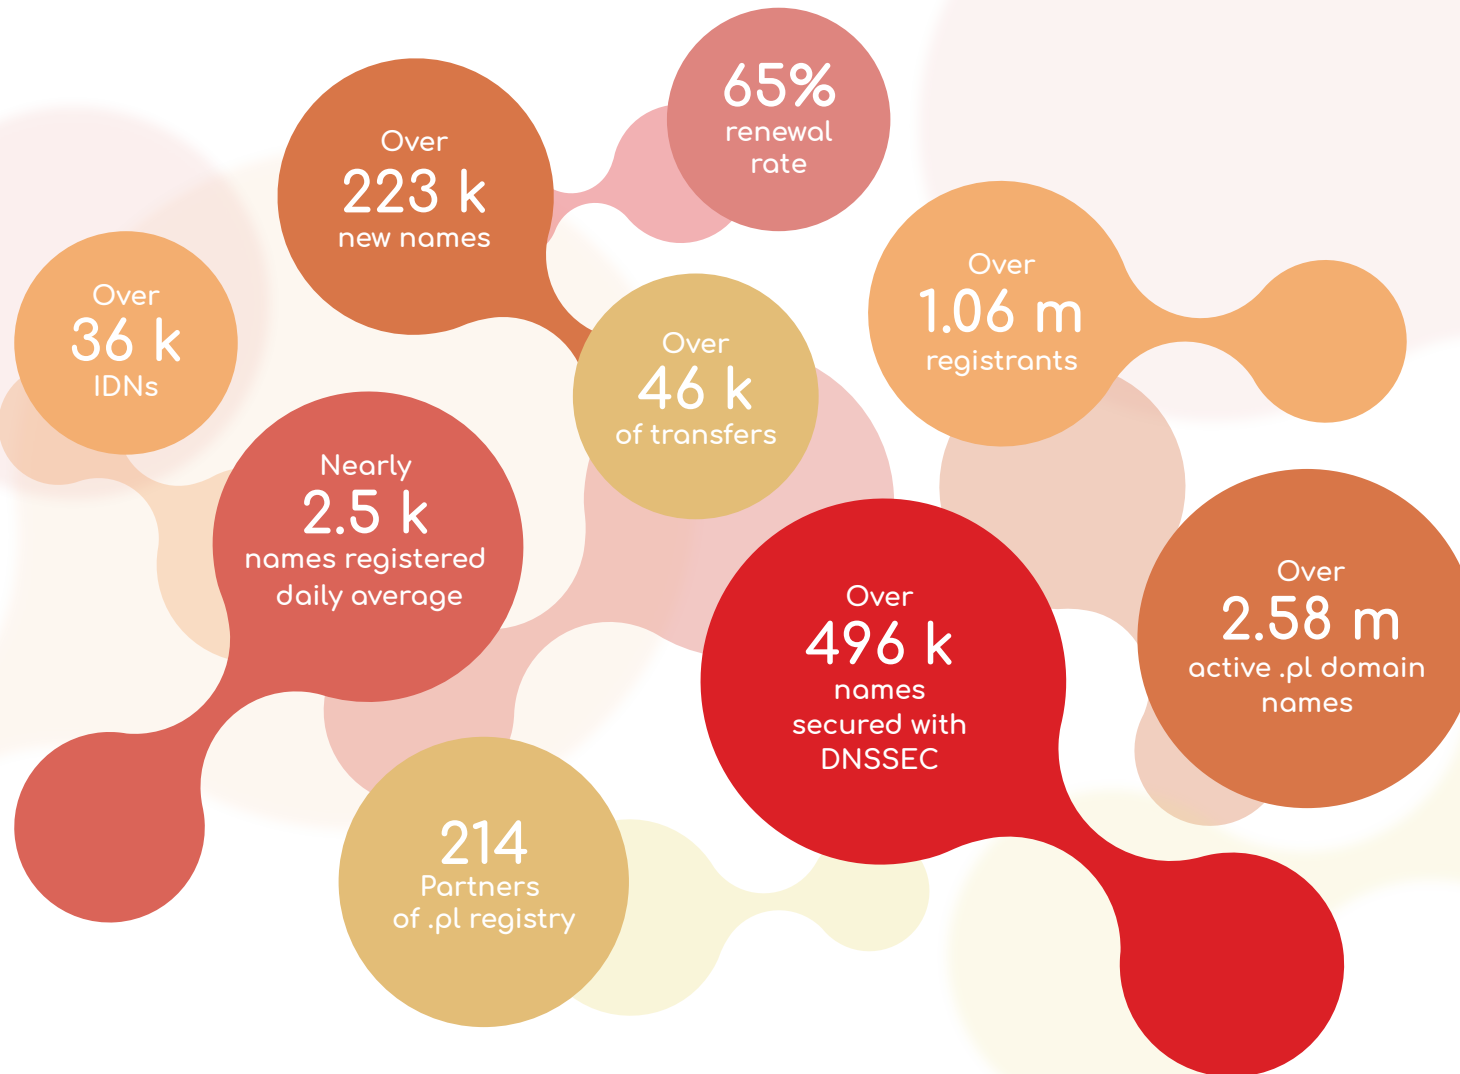 65%
renewal
rate
Over
223 k
new names
Over
36 k
IDNs
Over
46 k
of transfers
Over
1.06 m
registrants
Nearly
2.5 k
names registered
daily average
Over
496 k
names
secured with
DNSSEC
Over
2.58 m
active .pl domain
names
214
Partners
of .pl registry